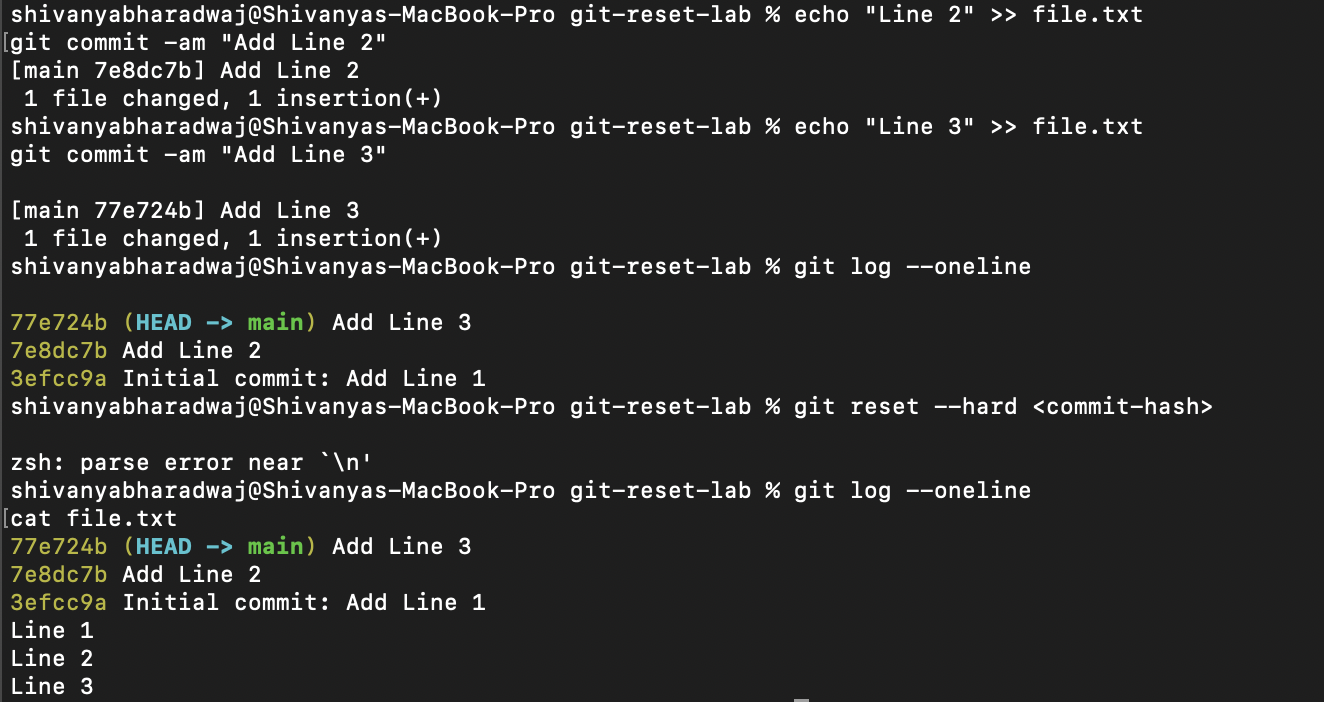 shivanyabharadwaj@Shivanyas-MacBook-Pro git-reset-lab % echo "Line 2" >> file.txt
[git commit -am "Add Line 2"
[main 7e8dc7b] Add Line 2
 1 file changed, 1 insertion(+)
shivanyabharadwaj@Shivanyas-MacBook-Pro git-reset-lab % echo "Line 3" >> file.txt
git commit -am "Add Line 3"
[main 77e724b] Add Line 3
 1 file changed, 1 insertion(+)
shivanyabharadwaj@Shivanyas-MacBook-Pro git-reset-lab % git log --oneline
77e724b (HEAD -> main) Add Line 3
7e8dc7b Add Line 2
3efcc9a Initial commit: Add Line 1
shivanyabharadwaj@Shivanyas-MacBook-Pro git-reset-lab % git reset --hard <commit-hash>
zsh: parse error near `\n'
shivanyabharadwaj@Shivanyas-MacBook-Pro git-reset-lab % git log --oneline
[cat file.txt
77e724b (HEAD -> main) Add Line 3
7e8dc7b Add Line 2
3efcc9a Initial commit: Add Line 1
Line 1
Line 2
Line 3